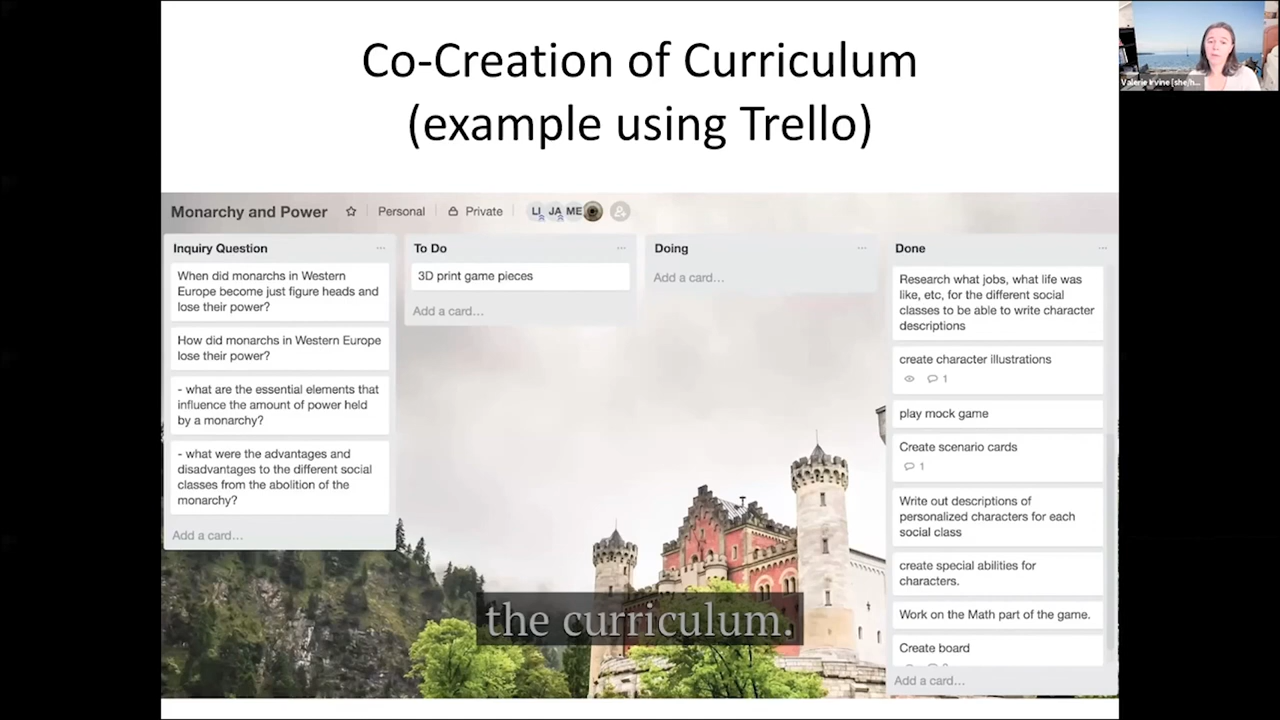 Co-Creation of Curriculum
(example using Trello)
Valerie Irvine (she/h...
Monarchy and Power
Personal
Private
LI JA ME
Inquiry Question
When did monarchs in Western
Europe become just figure heads and
lose their power?
How did monarchs in Western Europe
lose their power?
- what are the essential elements that
influence the amount of power held
by a monarchy?
- what were the advantages and
disadvantages to the different social
classes from the abolition of the
monarchy?
Add a card…
To Do
3D print game pieces
Add a card…
Doing
Add a card…
Done
Research what jobs, what life was
like, etc, for the different social
classes to be able to write character
descriptions
create character illustrations
1
play mock game
Create scenario cards
1
Write out descriptions of
personalized characters for each
social class
create special abilities for
characters.
Work on the Math part of the game.
Create board
Add a card…
the curriculum.